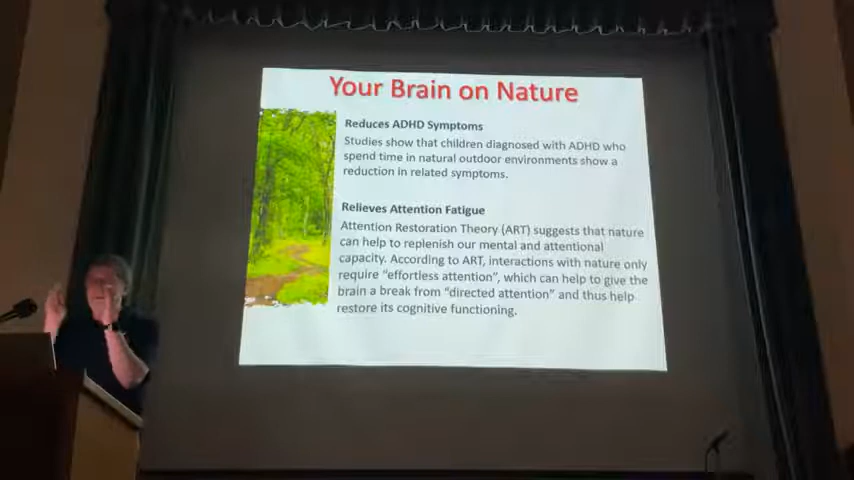 Your Brain on Nature
Reduces ADHD Symptoms
Studies show that children diagnosed with ADHD who
spend time in natural outdoor environments show a
reduction in related symptoms.
Relieves Attention Fatigue
Attention Restoration Theory (ART) suggests that nature
can help to replenish our mental and attentional
capacity. According to ART, interactions with nature only
require “effortless attention”, which can help to give the
brain a break from “directed attention” and thus help
restore its cognitive functioning.